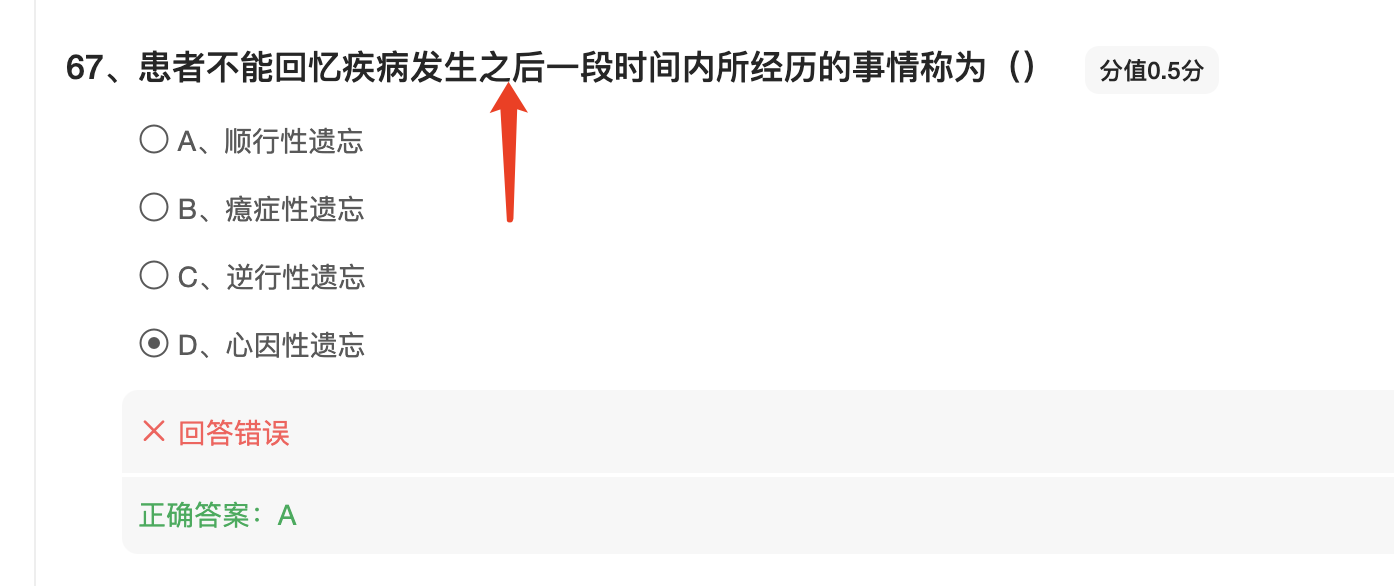 67、患者不能回忆疾病发生之后一段时间内所经历的事情称为（） 分值0.5分
A、顺行性遗忘
B、癔症性遗忘
C、逆行性遗忘
D、心因性遗忘
回答错误
正确答案：A